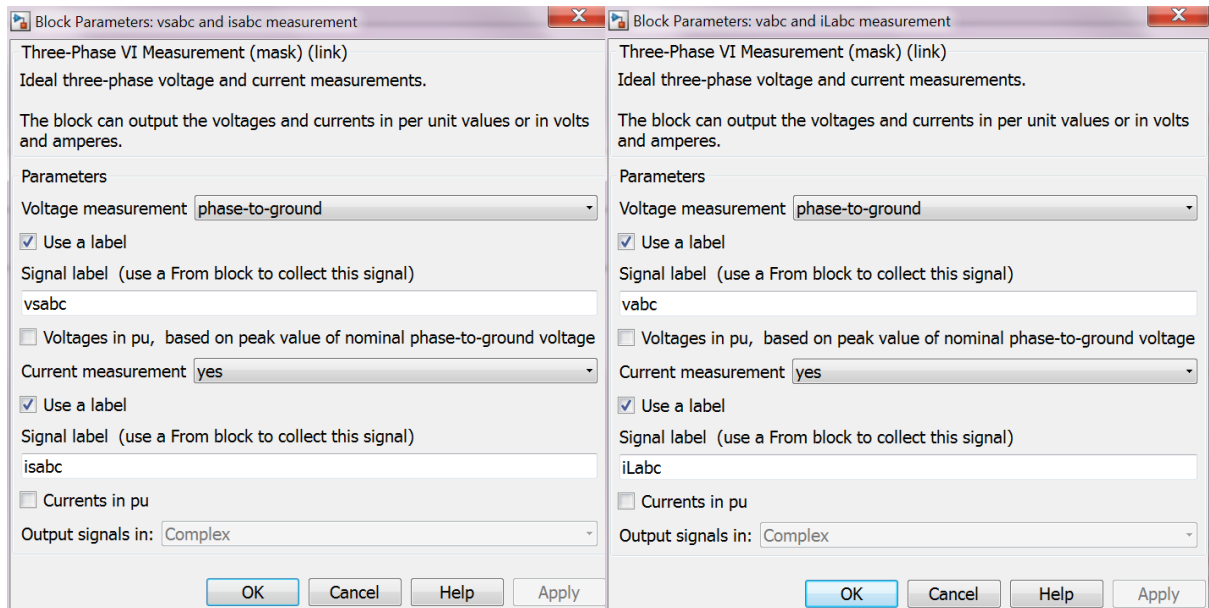 Block Parameters: vsabc and isabc measurement
Three-Phase VI Measurement (mask) (link)
Ideal three-phase voltage and current measurements.
The block can output the voltages and currents in per unit values or in volts
and amperes.
Parameters
Voltage measurement phase-to-ground
Use a label
Signal label (use a From block to collect this signal)
vsabc
Voltages in pu, based on peak value of nominal phase-to-ground voltage
Current measurement yes
Use a label
Signal label (use a From block to collect this signal)
isabc
Currents in pu
Output signals in: Complex
OK Cancel Help Apply
Block Parameters: vabc and iLabc measurement
Three-Phase VI Measurement (mask) (link)
Ideal three-phase voltage and current measurements.
The block can output the voltages and currents in per unit values or in volts
and amperes.
Parameters
Voltage measurement phase-to-ground
Use a label
Signal label (use a From block to collect this signal)
vabc
Voltages in pu, based on peak value of nominal phase-to-ground voltage
Current measurement yes
Use a label
Signal label (use a From block to collect this signal)
iLabc
Currents in pu
Output signals in: Complex
OK Cancel Help Apply